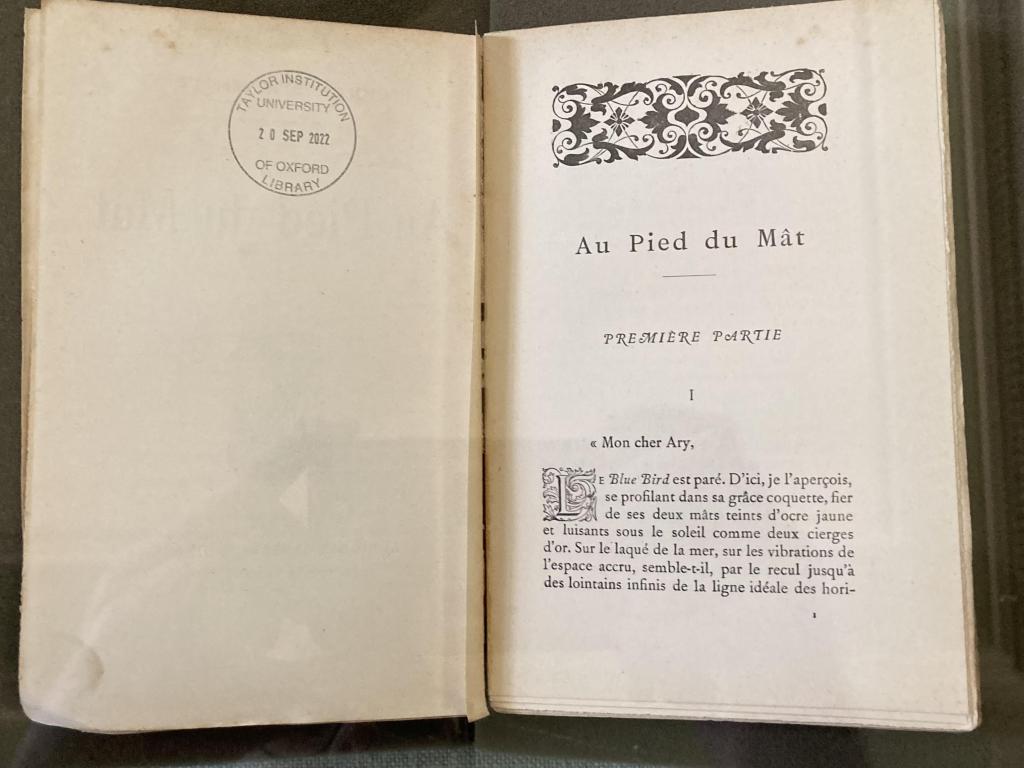 TAYLOR INSTITUTION
UNIVERSITY
20 SEP 2022
OF OXFORD
LIBRARY
Au Pied du Mât
PREMIÈRE PARTIE
I
« Mon cher Ary,
LE Blue Bird est paré. D'ici, je l'aperçois,
se profilant dans sa grâce coquette, fier
de ses deux mâts teints d'ocre jaune
et luisants sous le soleil comme deux cierges
d'or. Sur le laqué de la mer, sur les vibrations de
l'espace accru, semble-t-il, par le recul jusqu'à
des lointains infinis de la ligne idéale des hori-
1